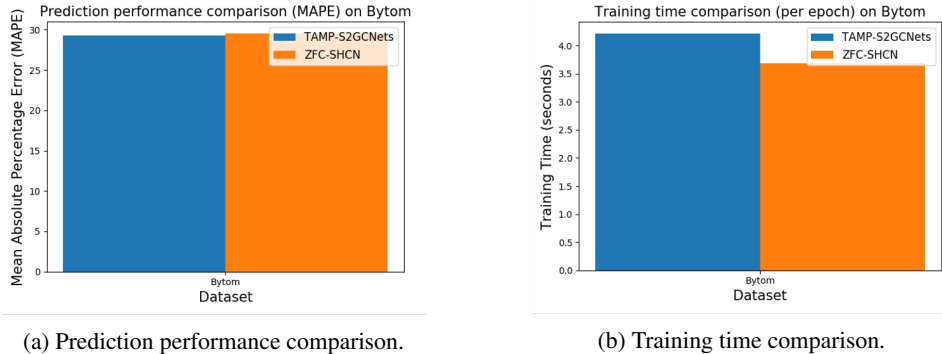 Prediction performance comparison (MAPE) on Bytom
Mean Absolute Percentage Error (MAPE)
30
25
20
15
10
5
0
TAMP-S2GCNets
ZFC-SHCN
Bytom
Dataset
(a) Prediction performance comparison.
Training time comparison (per epoch) on Bytom
Training Time (seconds)
4.0
3.5
3.0
2.5
2.0
1.5
1.0
0.5
0.0
TAMP-S2GCNets
ZFC-SHCN
Bytom
Dataset
(b) Training time comparison.